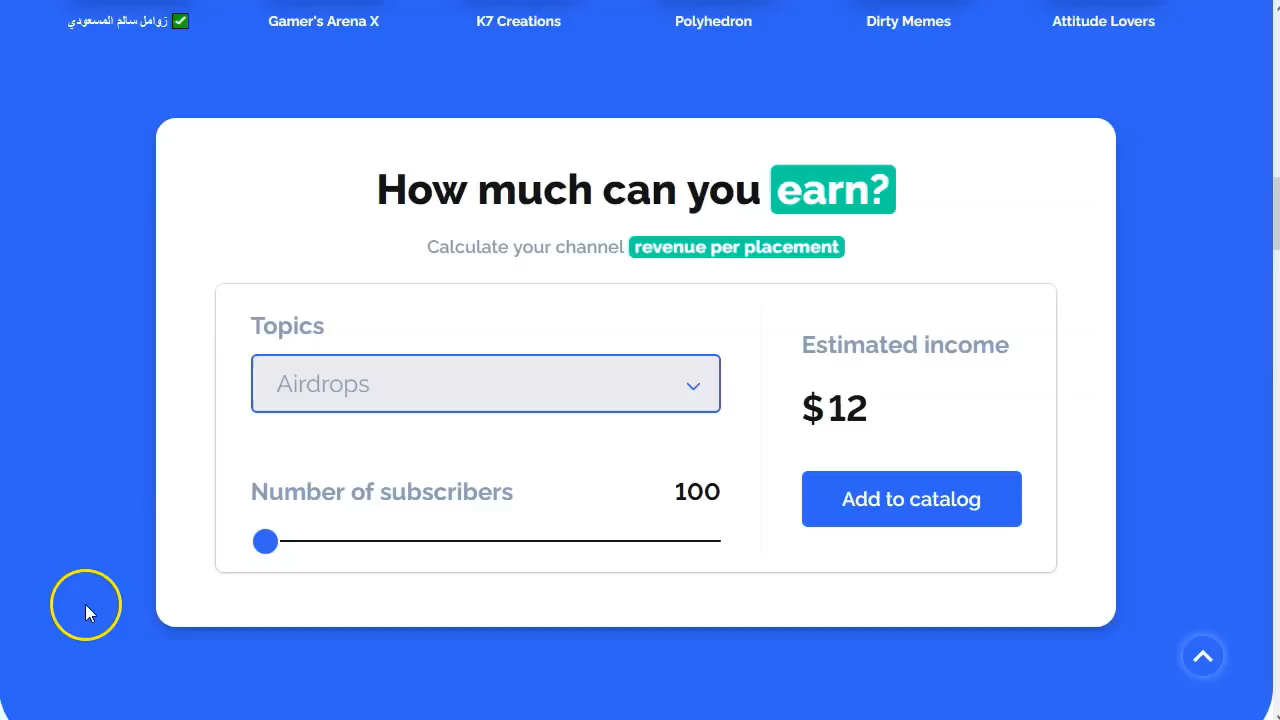 زوامل سالم المسعودي ✅
Gamer's Arena X
K7 Creations
Polyhedron
Dirty Memes
Attitude Lovers
How much can you earn?
Calculate your channel revenue per placement
Topics
Airdrops
Number of subscribers 100
Estimated income
$12
Add to catalog